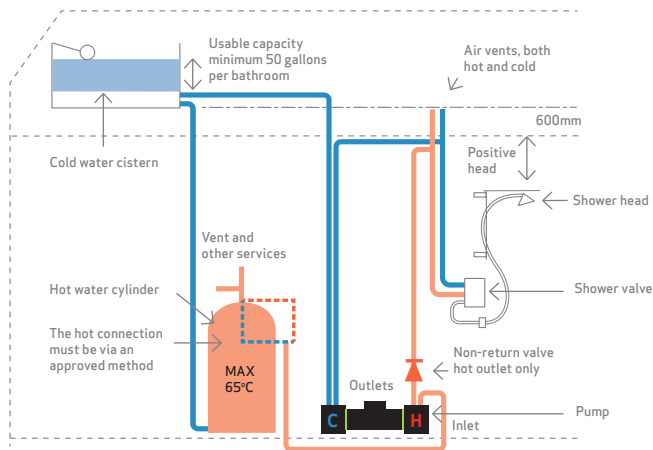 Usable capacity
minimum 50 gallons
per bathroom
Air vents, both
hot and cold
600mm
Cold water cistern
Positive
head
Shower head
Vent and
other services
Hot water cylinder
Shower valve
The hot connection
must be via an
approved method
MAX
65°C
Non-return valve
hot outlet only
Outlets
Pump
C
H
Inlet